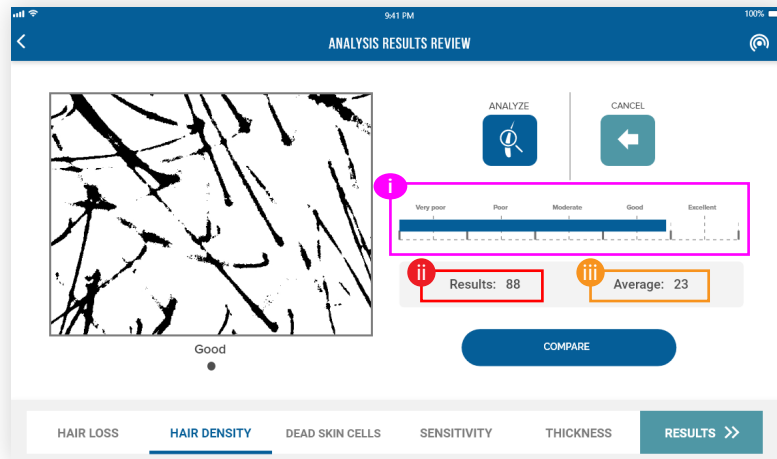 9:41 PM
100%
ANALYSIS RESULTS REVIEW
ANALYZE
CANCEL
i
Very poor Poor Moderate Good Excellent
ii
iii
Results: 88
Average: 23
Good
COMPARE
HAIR LOSS
HAIR DENSITY
DEAD SKIN CELLS
SENSITIVITY
THICKNESS
RESULTS >>